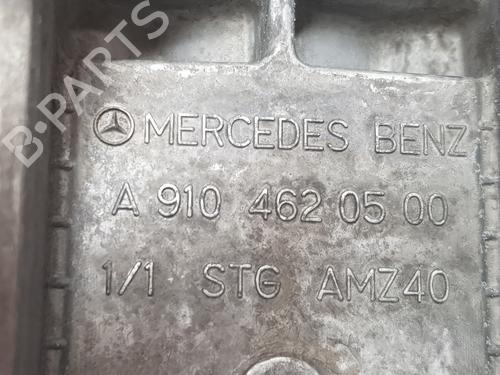 B-PARTS
MERCEDES BENZ
A 910 462 05 00
1/1 STG AMZ40